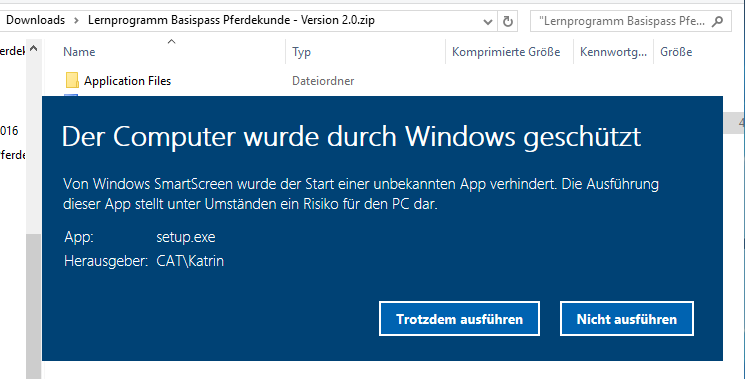 Downloads › Lernprogramm Basispass Pferdekunde - Version 2.0.zip
"Lernprogramm Basispass Pfe...
Name Typ Komprimierte Größe Kennwortg... Größe
Application Files Dateiordner
016
Der Computer wurde durch Windows geschützt
Von Windows SmartScreen wurde der Start einer unbekannten App verhindert. Die Ausführung
dieser App stellt unter Umständen ein Risiko für den PC dar.
App: setup.exe
Herausgeber: CAT\Katrin
Trotzdem ausführen Nicht ausführen